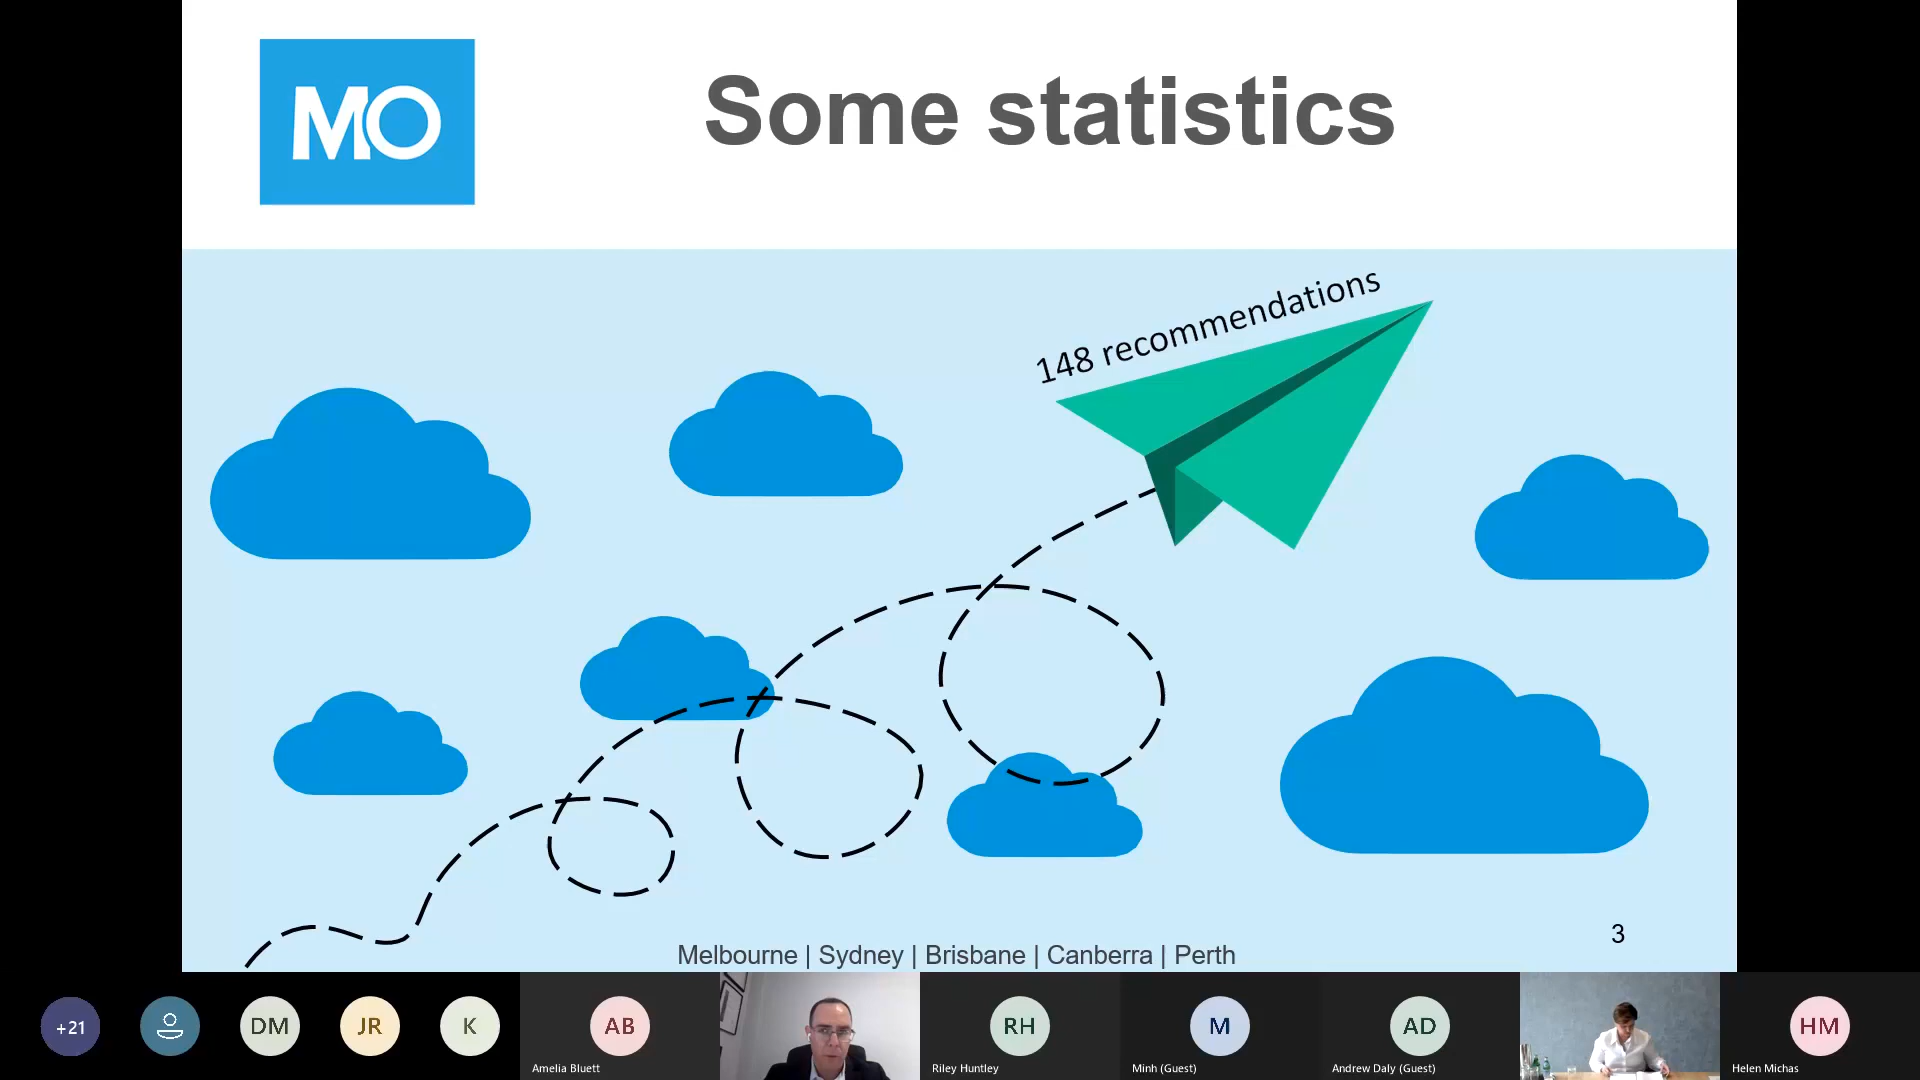 MO
Some statistics
148 recommendations
3
Melbourne | Sydney | Brisbane | Canberra | Perth
+21
DM
JR
K
AB
RH
M
AD
HM
Amelia Bluett
Riley Huntley
Minh (Guest)
Andrew Daly (Guest)
Helen Michas